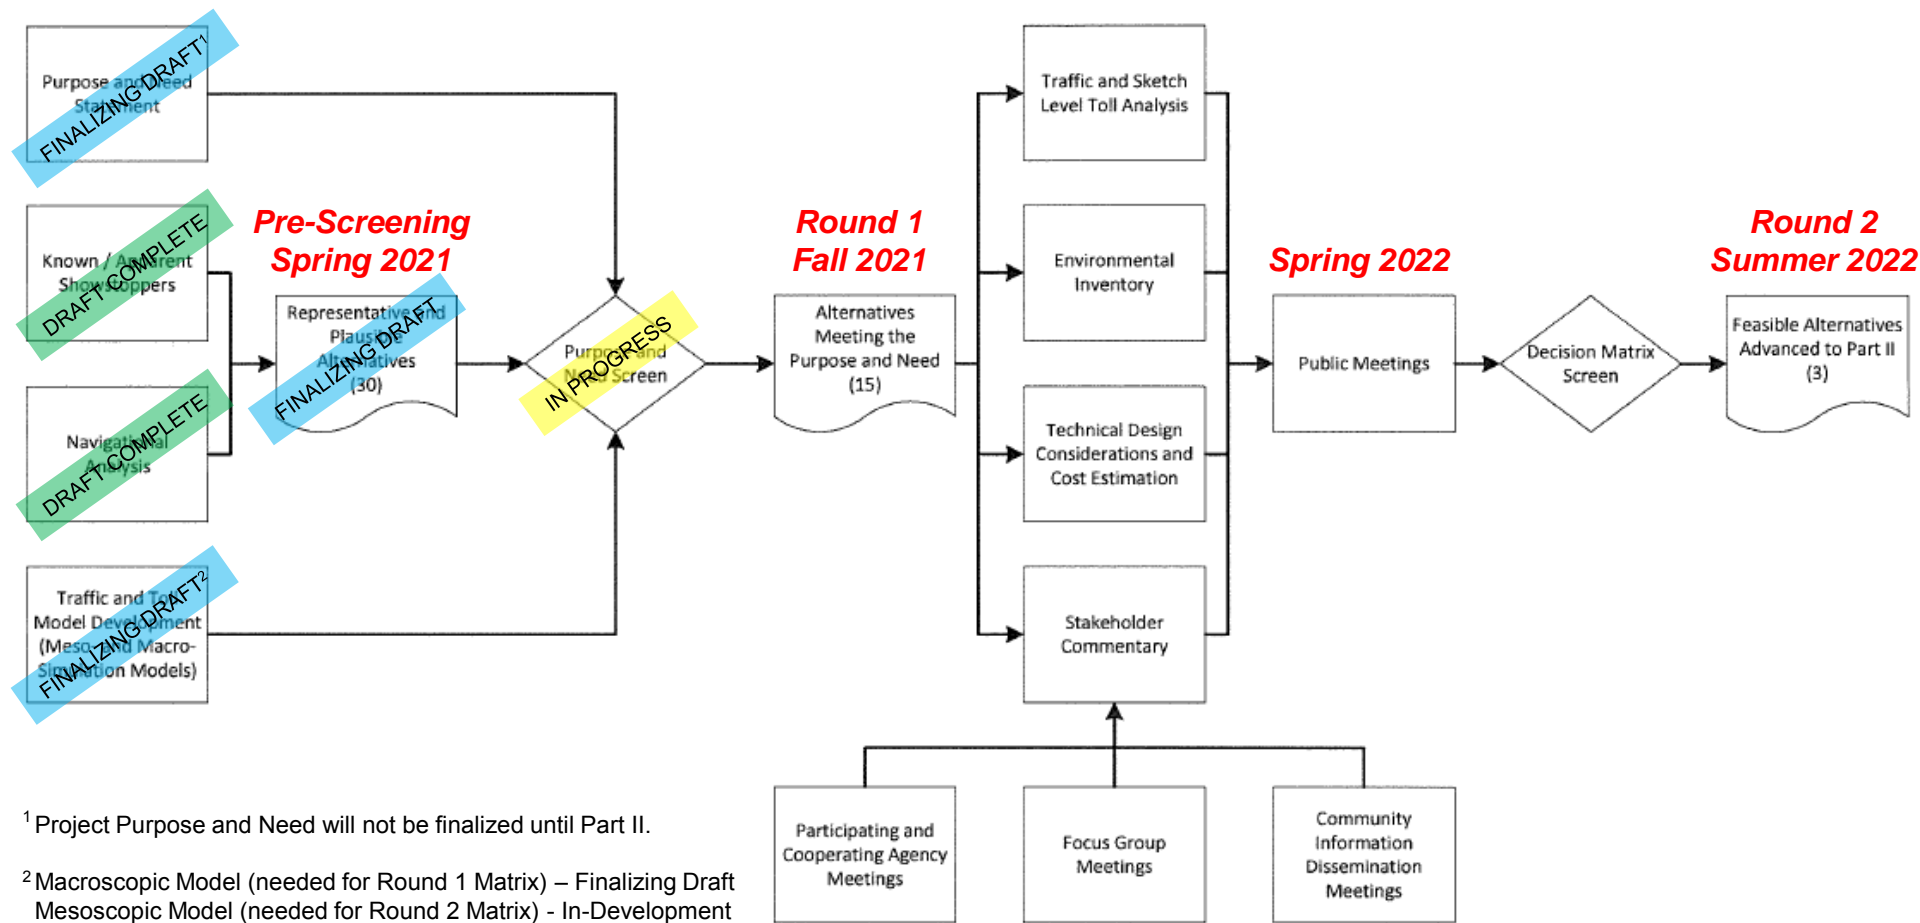 Purpose and Need
Statement
FINALIZING DRAFT¹
Known / Apparent
Showstoppers
DRAFT COMPLETE
Navigational
Analysis
DRAFT COMPLETE
Traffic and Toll
Model Development
(Meso- and Macro-
Simulation Models)
FINALIZING DRAFT²
Pre-Screening
Spring 2021
Representative and
Plausible
Alternatives
(30)
FINALIZING DRAFT
Purpose and
Need Screen
IN PROGRESS
Round 1
Fall 2021
Alternatives
Meeting the
Purpose and Need
(15)
Traffic and Sketch
Level Toll Analysis
Environmental
Inventory
Technical Design
Considerations and
Cost Estimation
Stakeholder
Commentary
Spring 2022
Public Meetings
Decision Matrix
Screen
Round 2
Summer 2022
Feasible Alternatives
Advanced to Part II
(3)
Participating and
Cooperating Agency
Meetings
Focus Group
Meetings
Community
Information
Dissemination
Meetings
¹ Project Purpose and Need will not be finalized until Part II.
² Macroscopic Model (needed for Round 1 Matrix) – Finalizing Draft
Mesoscopic Model (needed for Round 2 Matrix) - In-Development